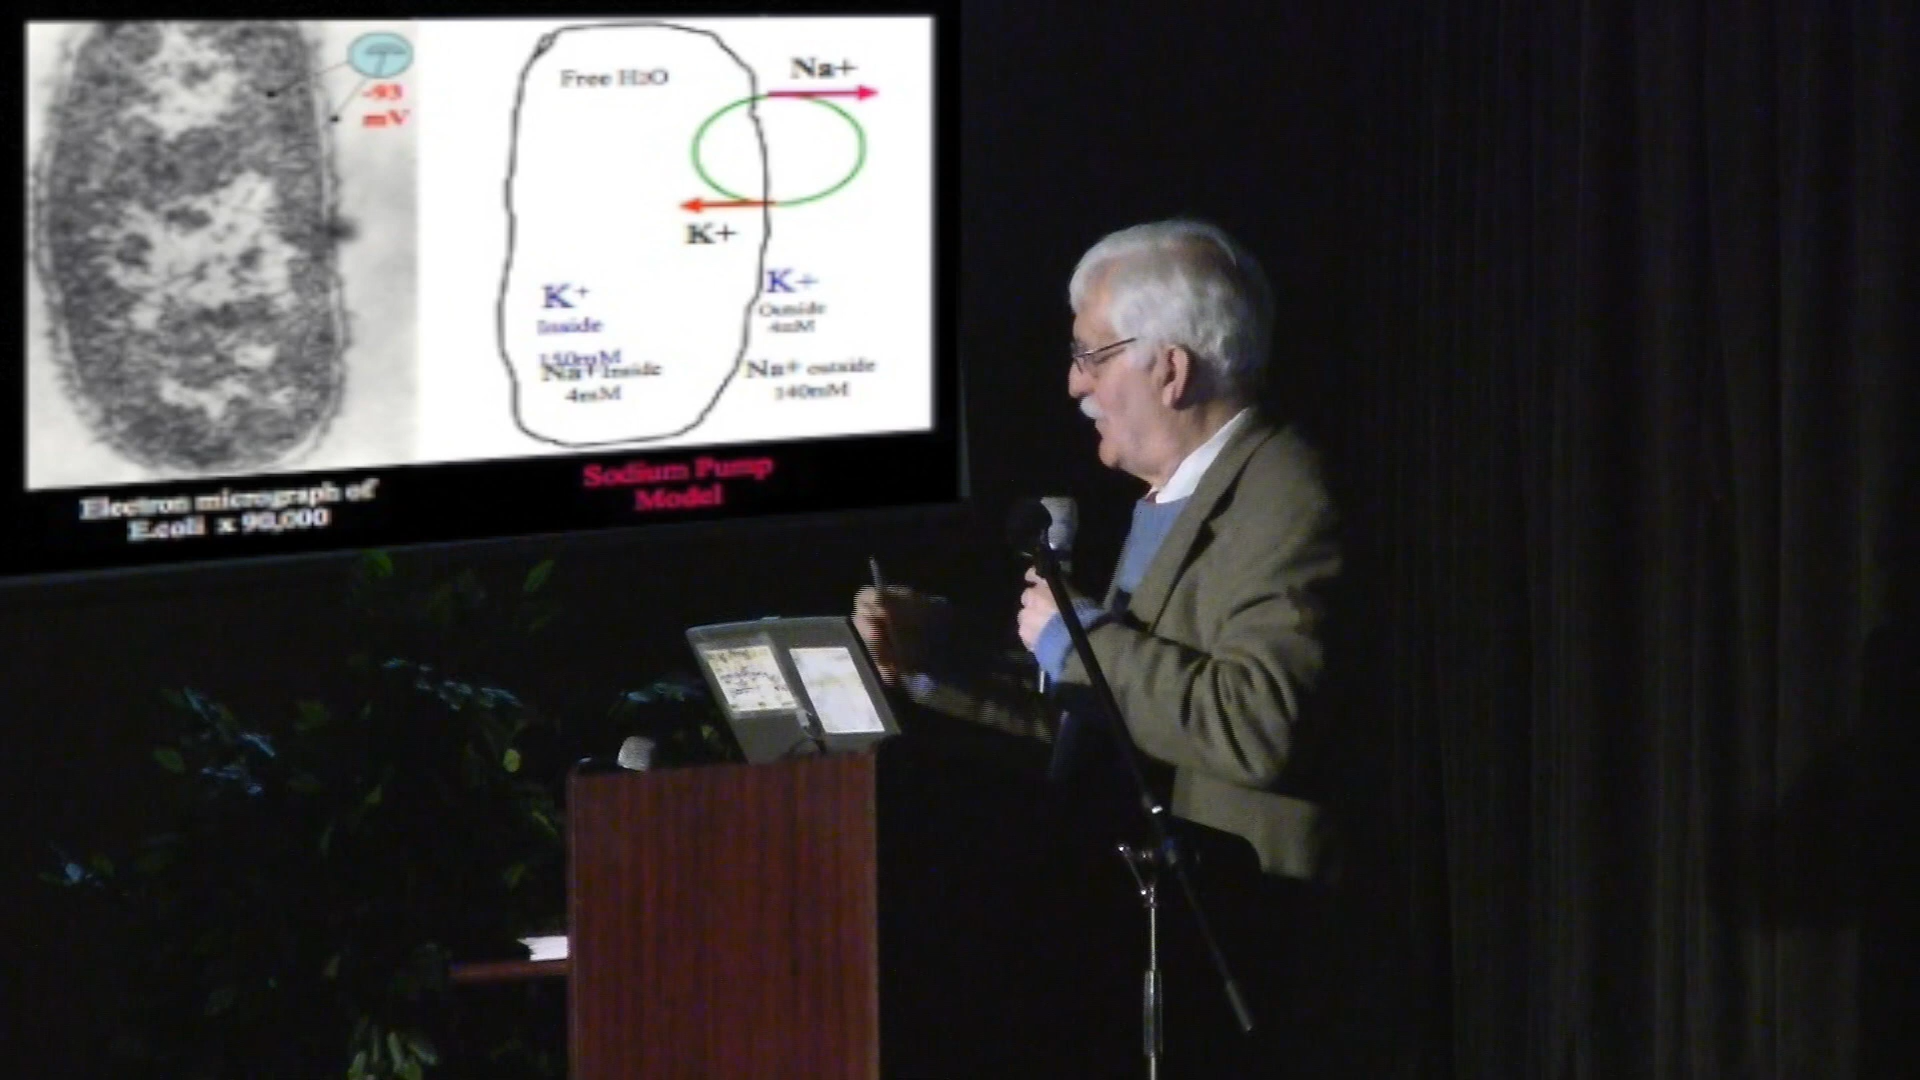 -93
mV
Free H2O
Na+
K+
K+
Inside
150mM
Na+ Inside
4mM
K+
Outside
4mM
Na+ outside
140mM
Electron micrograph of
E.coli x 90,000
Sodium Pump
Model